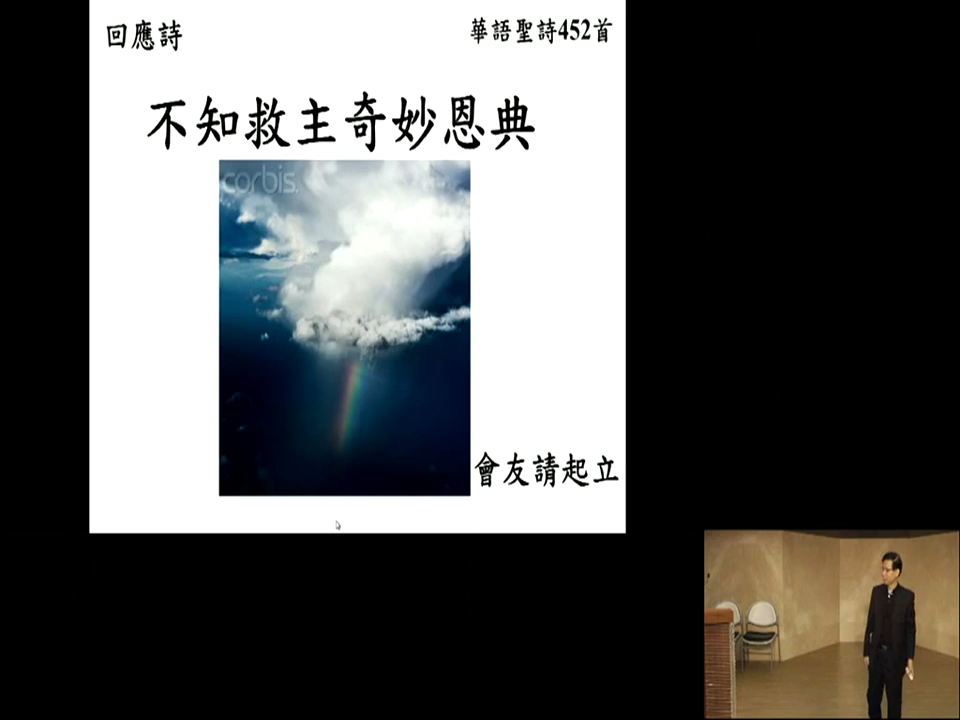 回應詩
華語聖詩452首
不知救主奇妙恩典
corbis.
會友請起立